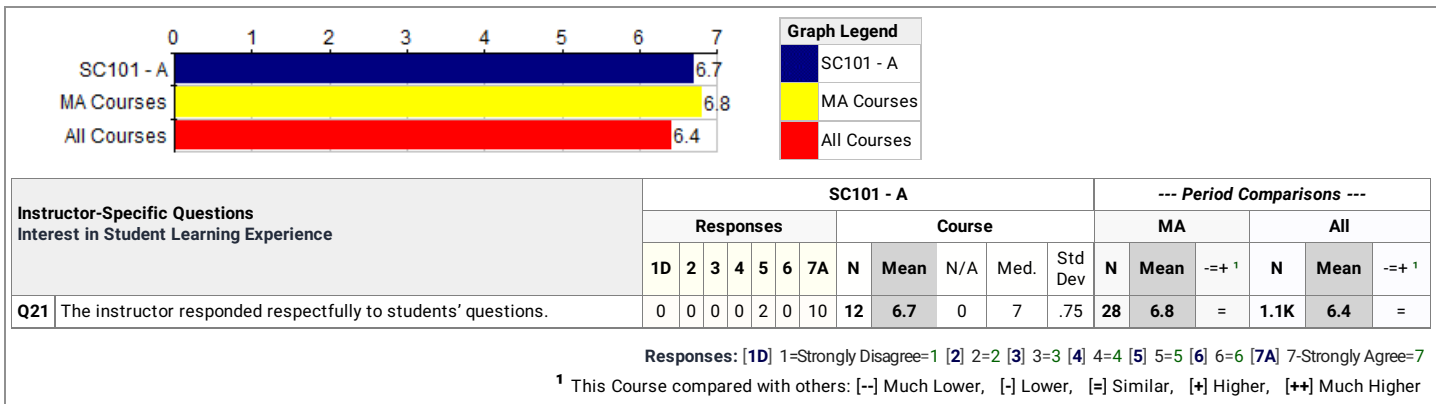 0 1 2 3 4 5 6 7
SC101 - A 6.7
MA Courses 6.8
All Courses 6.4
Graph Legend
SC101 - A
MA Courses
All Courses
Instructor-Specific Questions
Interest in Student Learning Experience
SC101 - A --- Period Comparisons ---
Responses Course MA All
1D 2 3 4 5 6 7A N Mean N/A Med. Std Dev N Mean -=+ ¹ N Mean -=+ ¹
Q21 The instructor responded respectfully to students' questions. 0 0 0 0 2 0 10 12 6.7 0 7 .75 28 6.8 = 1.1K 6.4 =
Responses: [1D] 1=Strongly Disagree=1 [2] 2=2 [3] 3=3 [4] 4=4 [5] 5=5 [6] 6=6 [7A] 7-Strongly Agree=7
¹ This Course compared with others: [--] Much Lower, [-] Lower, [=] Similar, [+] Higher, [++] Much Higher